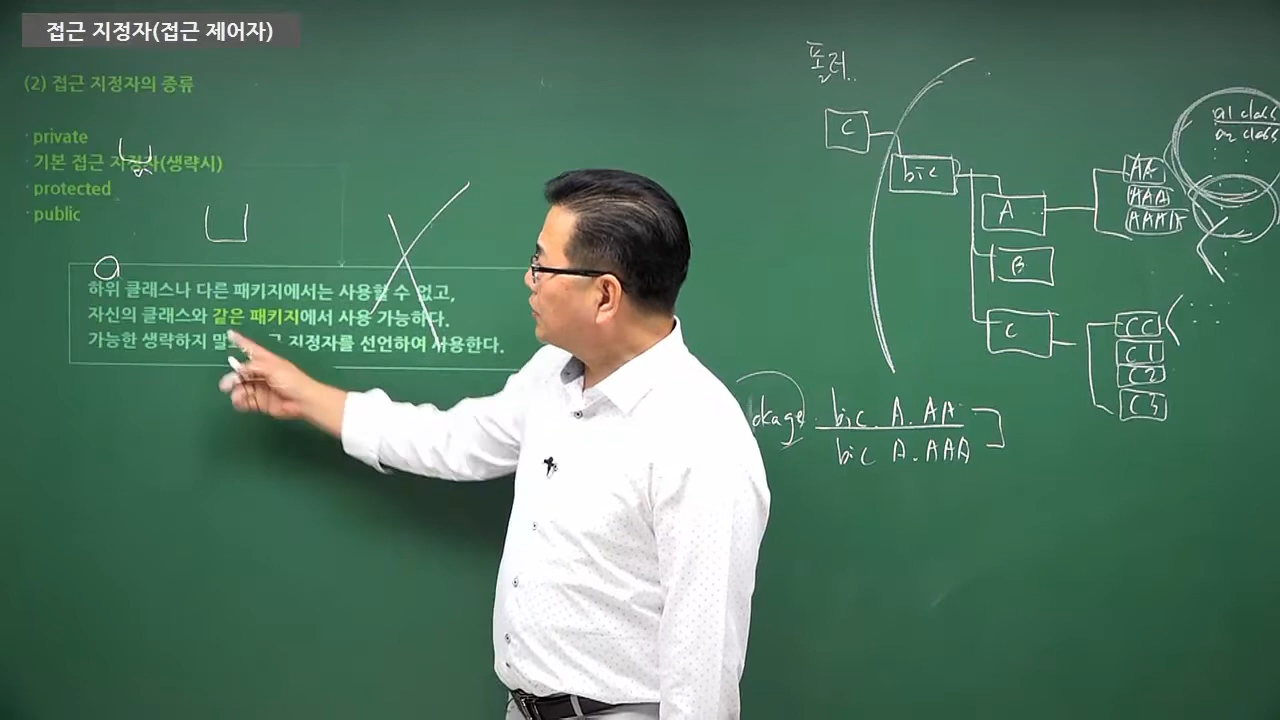 접근 지정자(접근 제어자)
(2) 접근 지정자의 종류
· private
· 기본 접근 지정자(생략시)
· protected
· public
하위 클래스나 다른 패키지에서는 사용할 수 없고,
자신의 클래스와 같은 패키지에서 사용 가능하다.
가능한 생략하지 말고 지정자를 선언하여 사용한다.
a
폴더
C
bic
A
B
C
AA
AAA
AAAA
a1 class
a2 class
CC
C1
C2
C3
bic A. AA
bic A. AAA